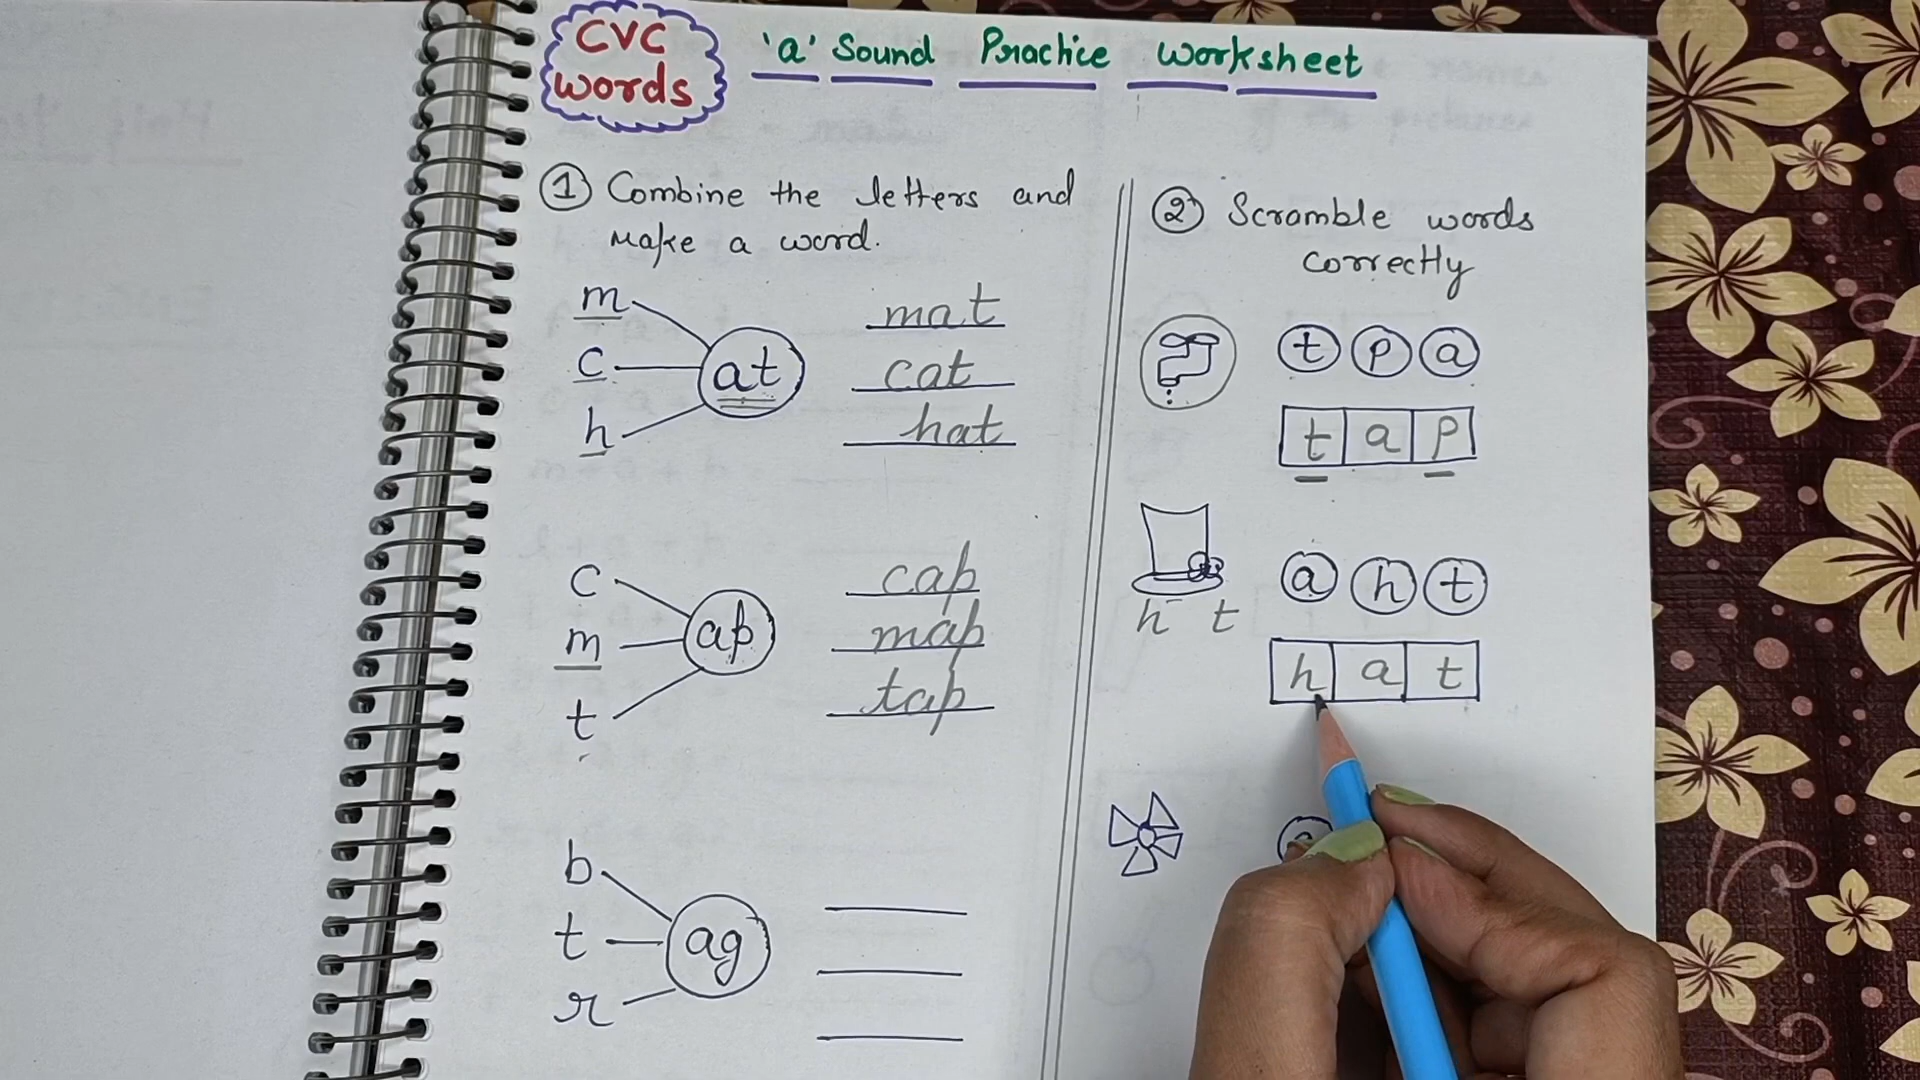 CVC
words
'a' Sound Practice Worksheet
① Combine the letters and
Make a word.
m
c
h
at
mat
cat
hat
c
m
t
ap
cap
map
tap
b
t
r
ag
② Scramble words
correctly
t p a
t a p
a h t
h t
h a t